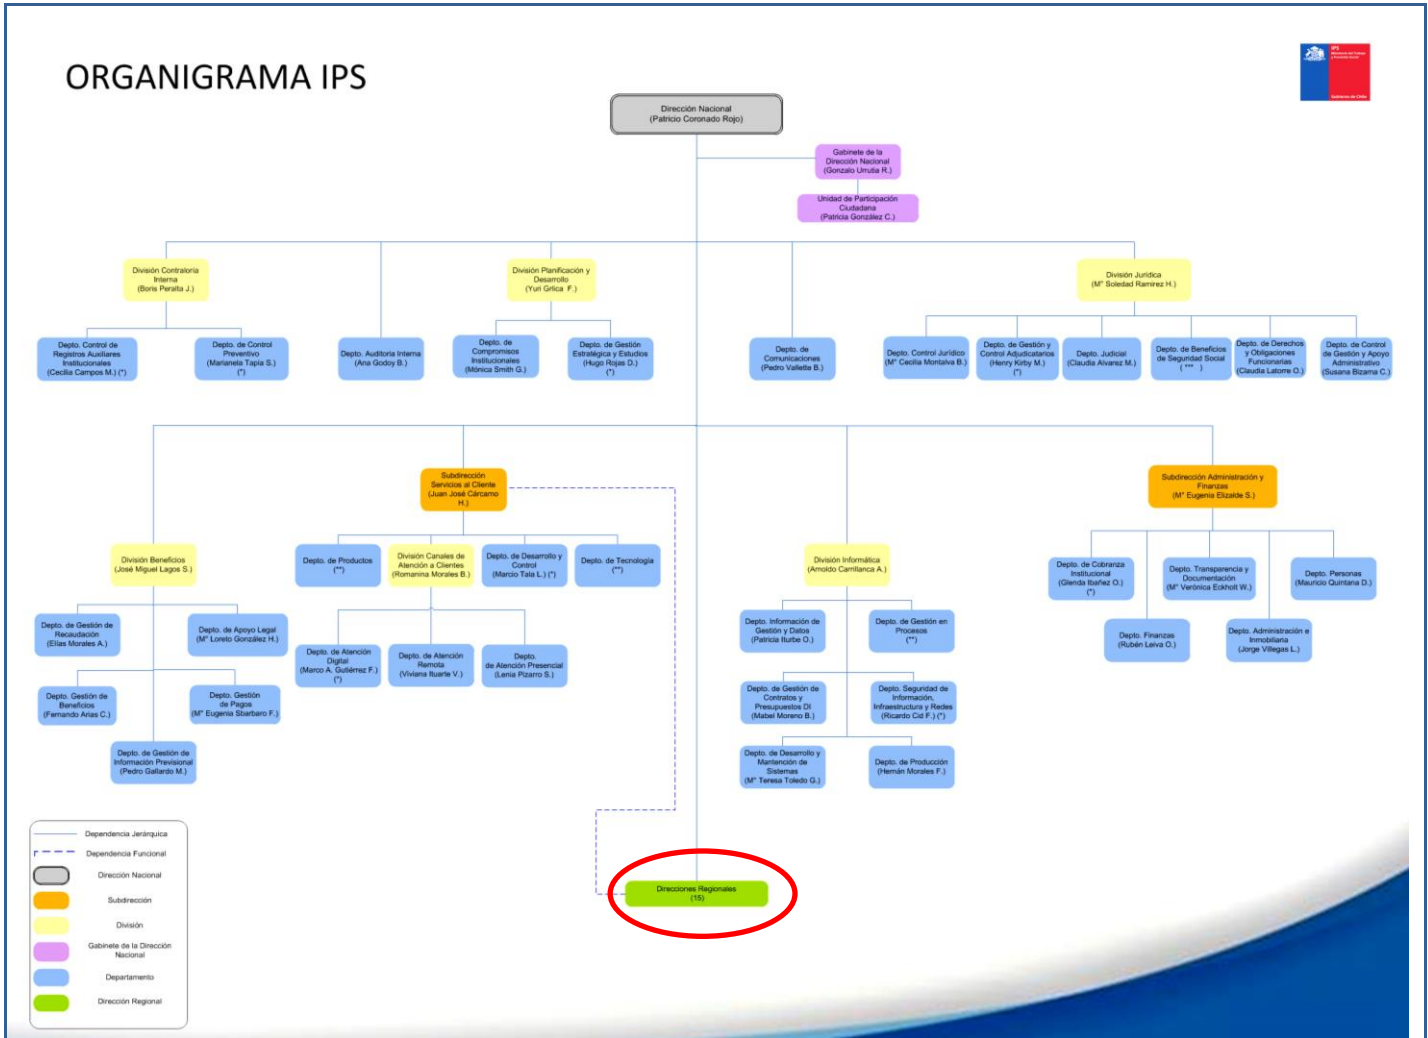 ORGANIGRAMA IPS
IPS
Ministerio del Trabajo
y Previsión Social
Gobierno de Chile
Dirección Nacional
(Patricio Coronado Rojo)
Gabinete de la
Dirección Nacional
(Gonzalo Urrutia R.)
Unidad de Participación
Ciudadana
(Patricia González C.)
División Contraloría
Interna
(Boris Peralta J.)
División Planificación y
Desarrollo
(Yuri Grlica F.)
División Jurídica
(M° Soledad Ramirez H.)
Depto. Control de
Registros Auxiliares
Institucionales
(Cecilia Campos M.) (*)
Depto. de Control
Preventivo
(Marianela Tapia S.)
(*)
Depto. Auditoria Interna
(Ana Godoy B.)
Depto. de
Compromisos
Institucionales
(Mónica Smith G.)
Depto. de Gestión
Estratégica y Estudios
(Hugo Rojas D.)
(*)
Depto. de
Comunicaciones
(Pedro Vallette B.)
Depto. Control Jurídico
(M° Cecilia Montalva B.)
Depto. de Gestión y
Control Adjudicatarios
(Henry Kirby M.)
(*)
Depto. Judicial
(Claudia Alvarez M.)
Depto. de Beneficios
de Seguridad Social
( *** )
Depto. de Derechos
y Obligaciones
Funcionarias
(Claudia Latorre O.)
Depto. de Control
de Gestión y Apoyo
Administrativo
(Susana Bizama C.)
Subdirección
Servicios al Cliente
(Juan José Cárcamo
H.)
Subdirección Administración y
Finanzas
(M° Eugenia Elizalde S.)
División Beneficios
(José Miguel Lagos S.)
Depto. de Productos
(**)
División Canales de
Atención a Clientes
(Romanina Morales B.)
Depto. de Desarrollo y
Control
(Marcio Tala L.) (*)
Depto. de Tecnología
(**)
División Informática
(Arnoldo Carrillanca A.)
Depto. de Cobranza
Institucional
(Glenda Ibañez O.)
(*)
Depto. Transparencia y
Documentación
(M° Verónica Eckholt W.)
Depto. Personas
(Mauricio Quintana D.)
Depto. Finanzas
(Rubén Leiva O.)
Depto. Administración e
Inmobiliaria
(Jorge Villegas L.)
Depto. de Gestión de
Recaudación
(Elías Morales A.)
Depto. de Apoyo Legal
(M° Loreto González H.)
Depto. de Atención
Digital
(Marco A. Gutiérrez F.)
(*)
Depto. de Atención
Remota
(Viviana Ituarte V.)
Depto.
de Atención Presencial
(Lenia Pizarro S.)
Depto. Información de
Gestión y Datos
(Patricia Iturbe O.)
Depto. de Gestión en
Procesos
(**)
Depto. Gestión de
Beneficios
(Fernando Arias C.)
Depto. Gestión
de Pagos
(M° Eugenia Sbarbaro F.)
Depto. de Gestión de
Contratos y
Presupuestos DI
(Mabel Moreno B.)
Depto. Seguridad de
Información,
Infraestructura y Redes
(Ricardo Cid F.) (*)
Depto. de Gestión de
Información Previsional
(Pedro Gallardo M.)
Depto. de Desarrollo y
Mantención de
Sistemas
(M° Teresa Toledo G.)
Depto. de Producción
(Hernán Morales F.)
Direcciones Regionales
(15)
Dependencia Jerárquica
Dependencia Funcional
Dirección Nacional
Subdirección
División
Gabinete de la Dirección
Nacional
Departamento
Dirección Regional